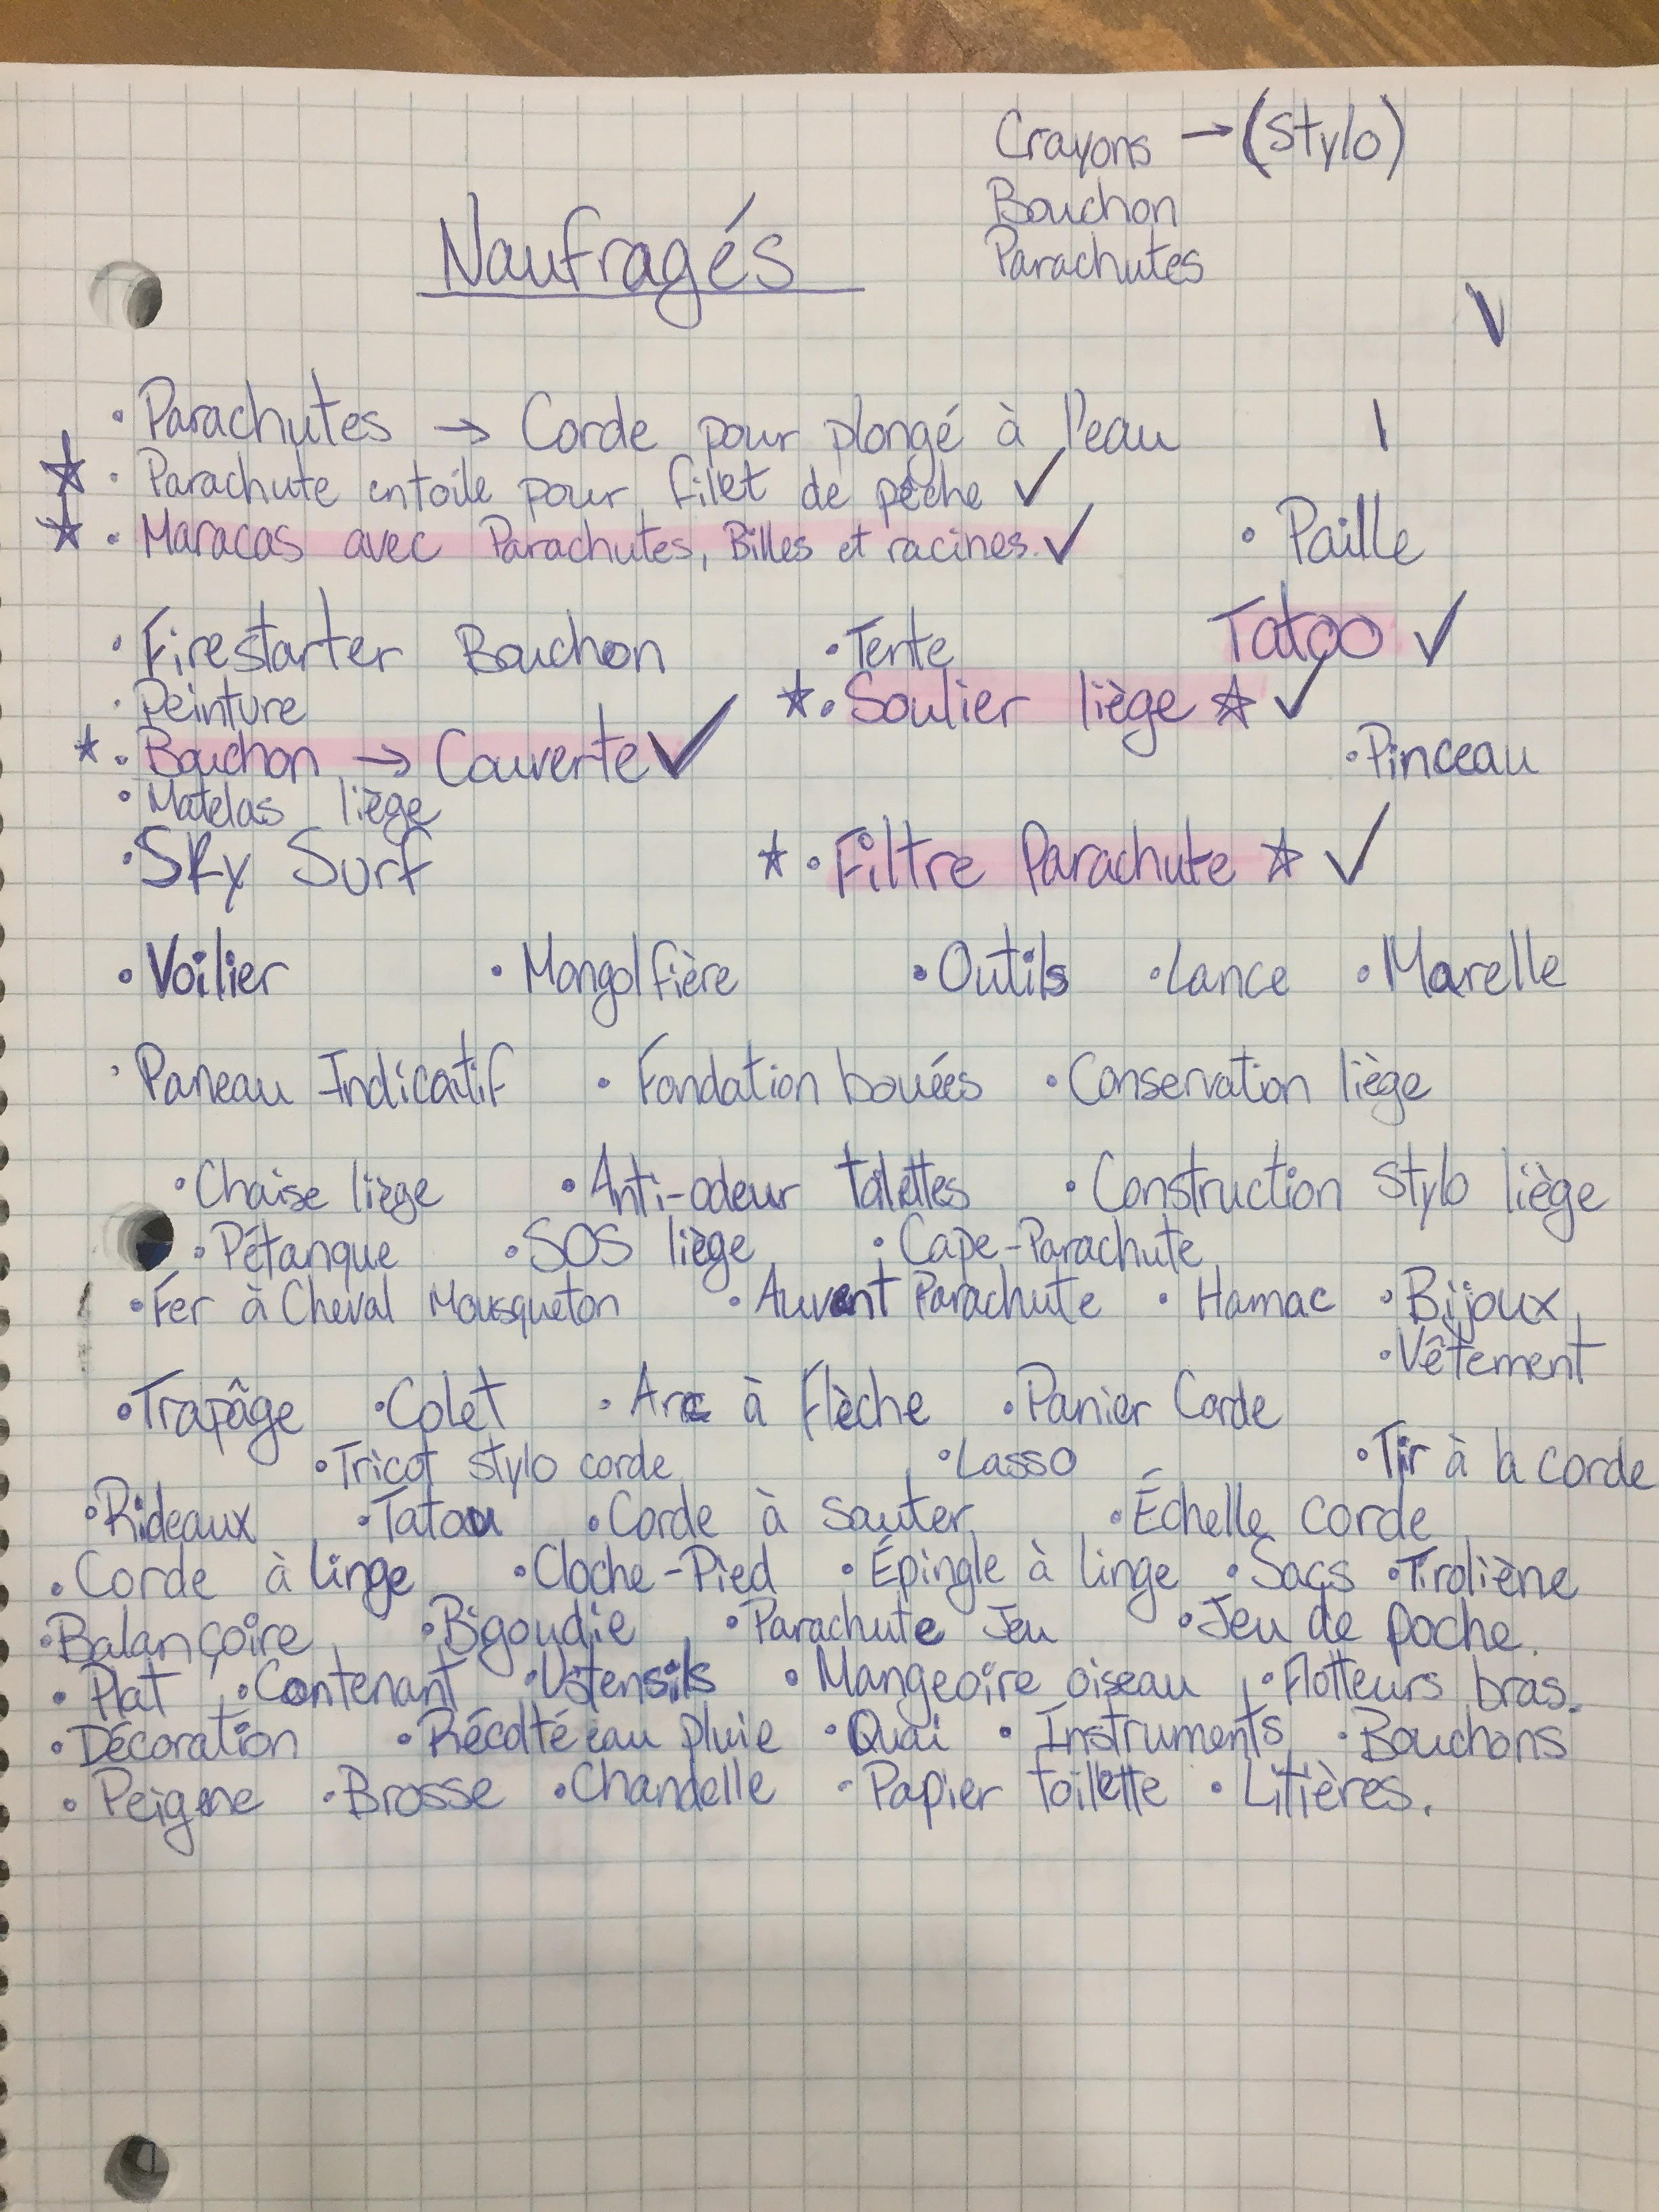 Crayons → (stylo)
Bouchon
Parachutes
Naufragés
• Parachutes → Corde pour plongé à l'eau
☆ • Parachute entoile pour filet de pêche ✓
☆ • Maracas avec Parachutes, Billes et racines. ✓
• Paille
• Firestarter Bouchon • Tente Tatoo ✓
• Peinture ☆ • Soulier liège ☆ ✓
☆ • Bouchon → Couverte ✓ • Pinceau
• Matelas liège
• Sky Surf ☆ • Filtre Parachute ☆ ✓
• Voilier • Mongolfière • Outils • Lance • Marelle
• Paneau Indicatif • Fondation bouées • Conservation liège
• Chaise liège • Anti-odeur toilettes • Construction stylo liège
• Pétanque • SOS liège • Cape-Parachute
• Fer à Cheval Mousqueton • Auvent Parachute • Hamac • Bijoux
• Vêtement
• Trapâge • Colet • Arc à flèche • Panier Corde
• Tricot stylo corde • Lasso • Tir à la corde
• Rideaux • Tatou • Corde à sauter • Échelle corde
• Corde à linge • Cloche-Pied • Épingle à linge • Sacs • Tirolière
• Balançoire • Bigoudie • Parachute Jeu • Jeu de poche.
• Plat • Contenant • Ustensils • Mangeoire oiseau • Flotteurs bras.
• Décoration • Récolté eau pluie • Quai • Instruments • Bouchons
• Peigne • Brosse • Chandelle • Papier toilette • Litières.